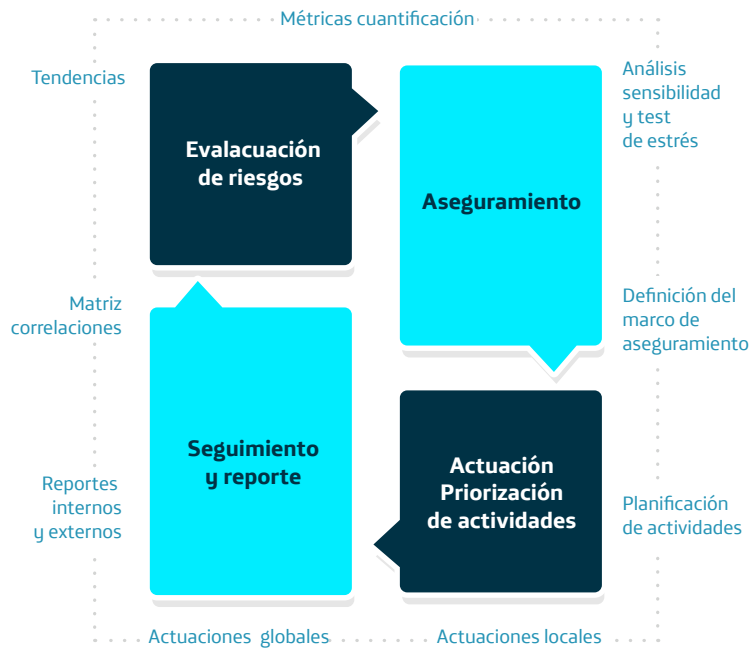 Métricas cuantificación
Tendencias
Evalacuación
de riesgos
Aseguramiento
Análisis
sensibilidad
y test
de estrés
Matriz
correlaciones
Definición del
marco de
aseguramiento
Seguimiento
y reporte
Actuación
Priorización
de actividades
Reportes
internos
y externos
Planificación
de actividades
Actuaciones globales
Actuaciones locales